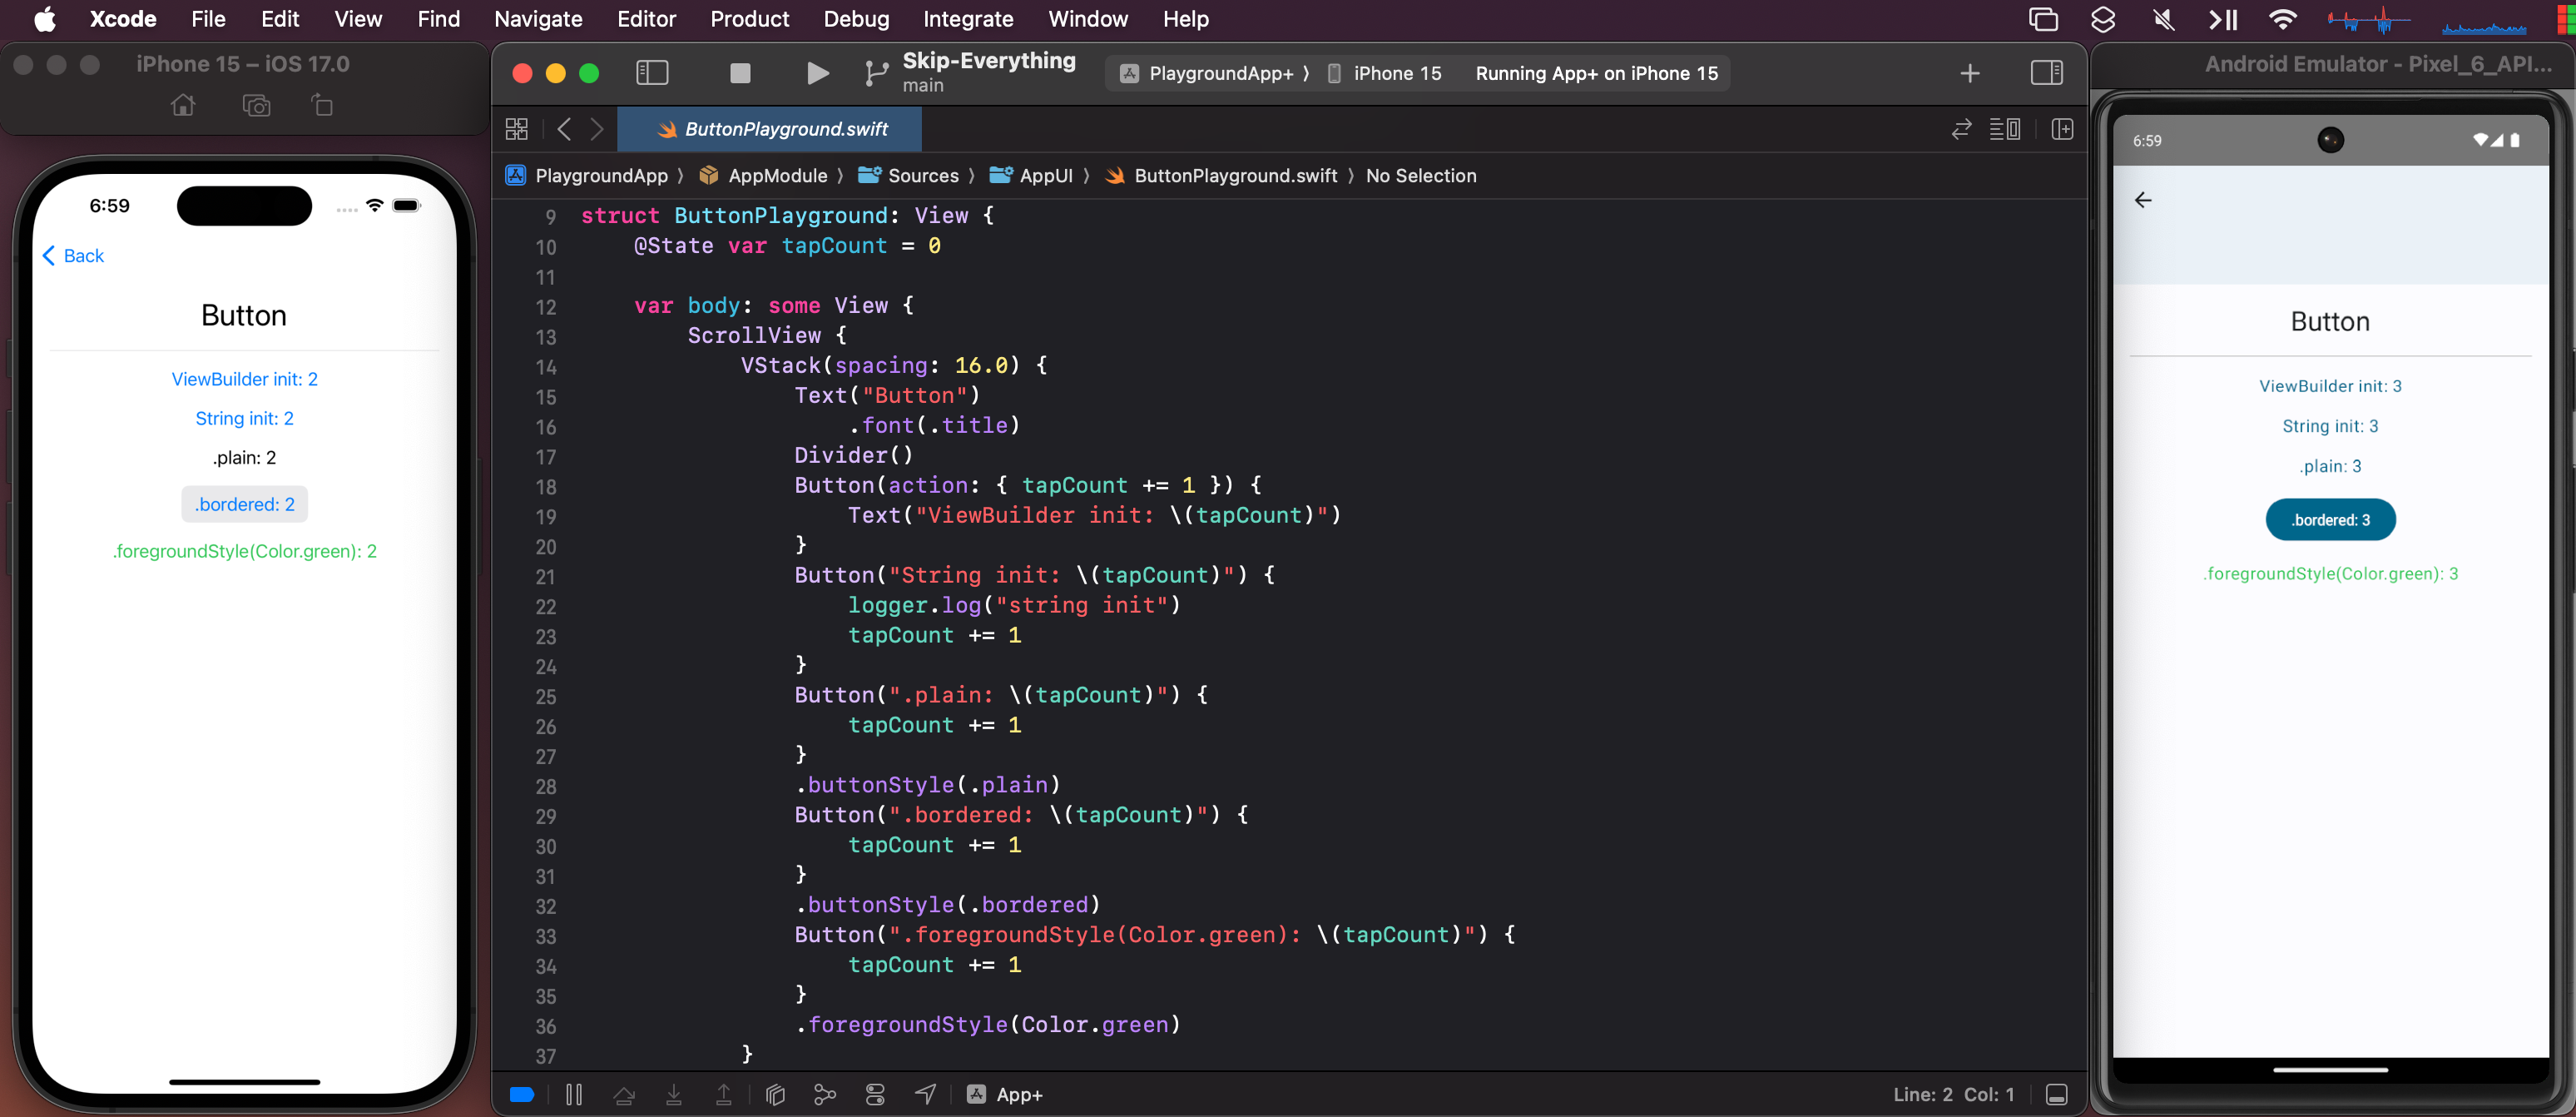 Xcode File Edit View Find Navigate Editor Product Debug Integrate Window Help
iPhone 15 – iOS 17.0
6:59
Back
Button
ViewBuilder init: 2
String init: 2
.plain: 2
.bordered: 2
.foregroundStyle(Color.green): 2
Skip-Everything
main
PlaygroundApp+ ⟩ iPhone 15 Running App+ on iPhone 15
ButtonPlayground.swift
PlaygroundApp ⟩ AppModule ⟩ Sources ⟩ AppUI ⟩ ButtonPlayground.swift ⟩ No Selection
9 struct ButtonPlayground: View {
10 @State var tapCount = 0
11
12 var body: some View {
13 ScrollView {
14 VStack(spacing: 16.0) {
15 Text("Button")
16 .font(.title)
17 Divider()
18 Button(action: { tapCount += 1 }) {
19 Text("ViewBuilder init: \(tapCount)")
20 }
21 Button("String init: \(tapCount)") {
22 logger.log("string init")
23 tapCount += 1
24 }
25 Button(".plain: \(tapCount)") {
26 tapCount += 1
27 }
28 .buttonStyle(.plain)
29 Button(".bordered: \(tapCount)") {
30 tapCount += 1
31 }
32 .buttonStyle(.bordered)
33 Button(".foregroundStyle(Color.green): \(tapCount)") {
34 tapCount += 1
35 }
36 .foregroundStyle(Color.green)
37 }
App+
Line: 2 Col: 1
Android Emulator - Pixel_6_API...
6:59
Button
ViewBuilder init: 3
String init: 3
.plain: 3
.bordered: 3
.foregroundStyle(Color.green): 3